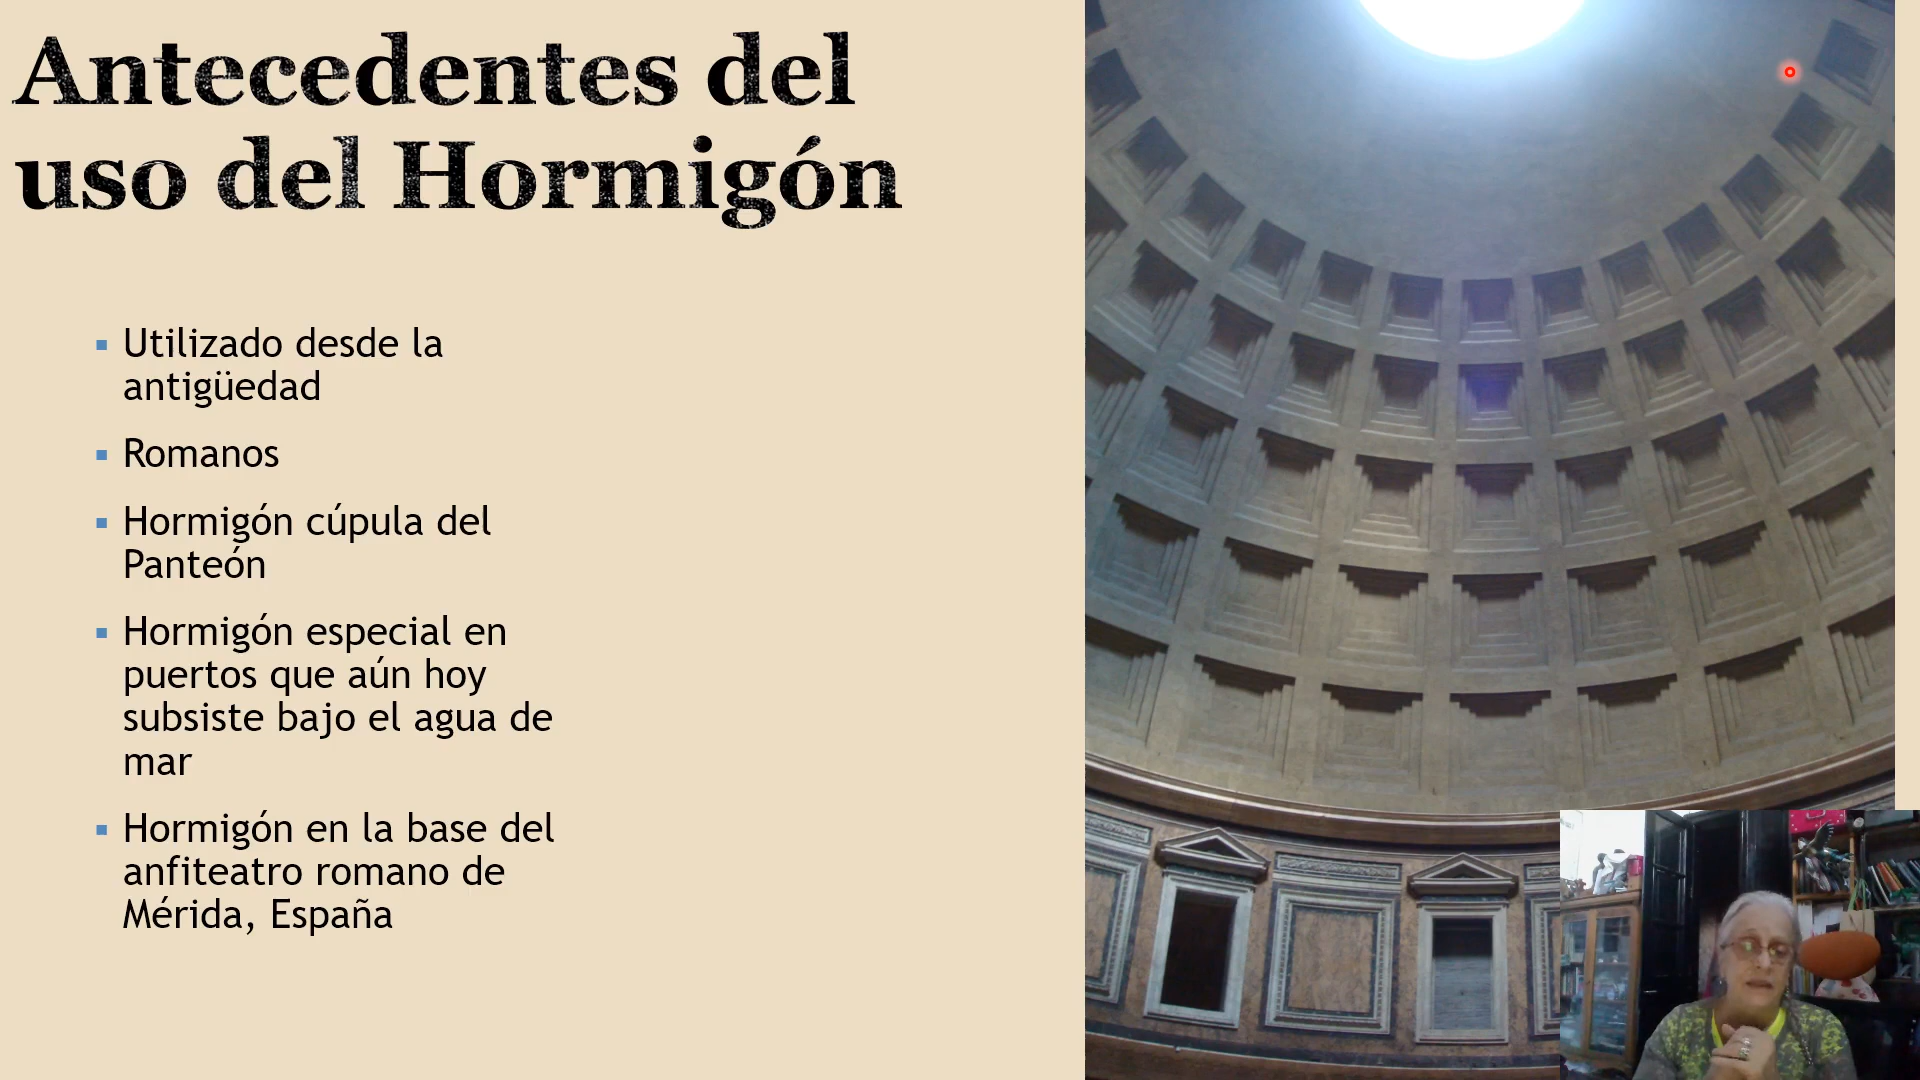 Antecedentes del
uso del Hormigón
Utilizado desde la
antigüedad
Romanos
Hormigón cúpula del
Panteón
Hormigón especial en
puertos que aún hoy
subsiste bajo el agua de
mar
Hormigón en la base del
anfiteatro romano de
Mérida, España